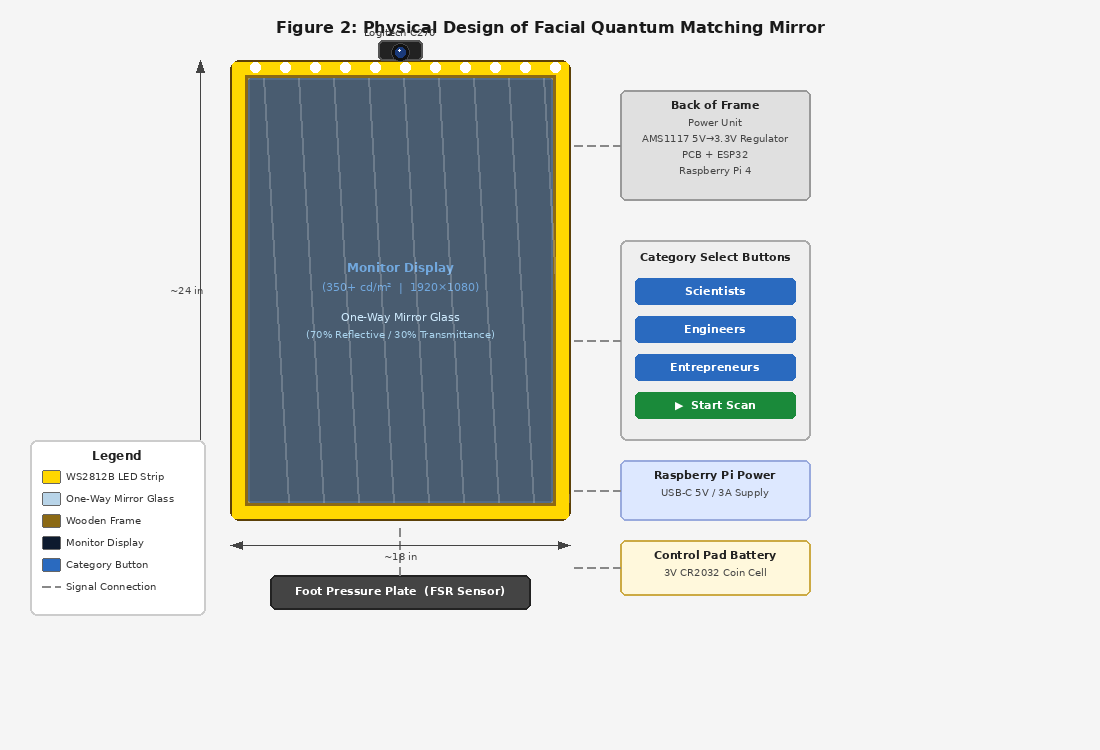 Figure 2: Physical Design of Facial Quantum Matching Mirror
Logitech C270
~24 in
Monitor Display
(350+ cd/m² | 1920×1080)
One-Way Mirror Glass
(70% Reflective / 30% Transmittance)
~18 in
Foot Pressure Plate (FSR Sensor)
Back of Frame
Power Unit
AMS1117 5V→3.3V Regulator
PCB + ESP32
Raspberry Pi 4
Category Select Buttons
Scientists
Engineers
Entrepreneurs
▶ Start Scan
Raspberry Pi Power
USB-C 5V / 3A Supply
Control Pad Battery
3V CR2032 Coin Cell
Legend
WS2812B LED Strip
One-Way Mirror Glass
Wooden Frame
Monitor Display
Category Button
Signal Connection